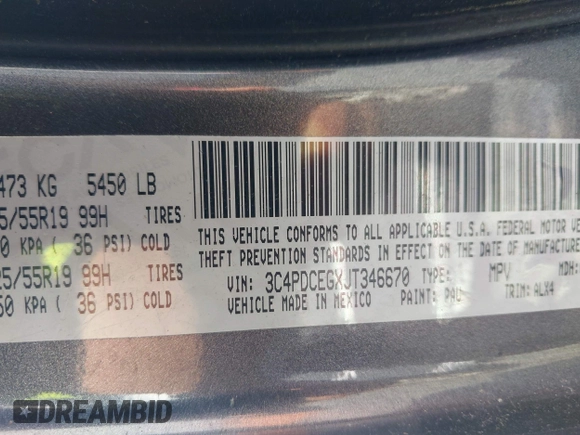 473 KG 5450 LB
5/55R19 99H TIRES
0 KPA ( 36 PSI) COLD
25/55R19 99H TIRES
50 KPA ( 36 PSI) COLD
THIS VEHICLE CONFORMS TO ALL APPLICABLE U.S.A. FEDERAL MOTOR VE
THEFT PREVENTION STANDARDS IN EFFECT ON THE DATE OF MANUFACTURE
VIN: 3C4PDCEGXJT346670 TYPE: MPV MDH:
VEHICLE MADE IN MEXICO PAINT: PAU TRIM: ALX4
DREAMBID